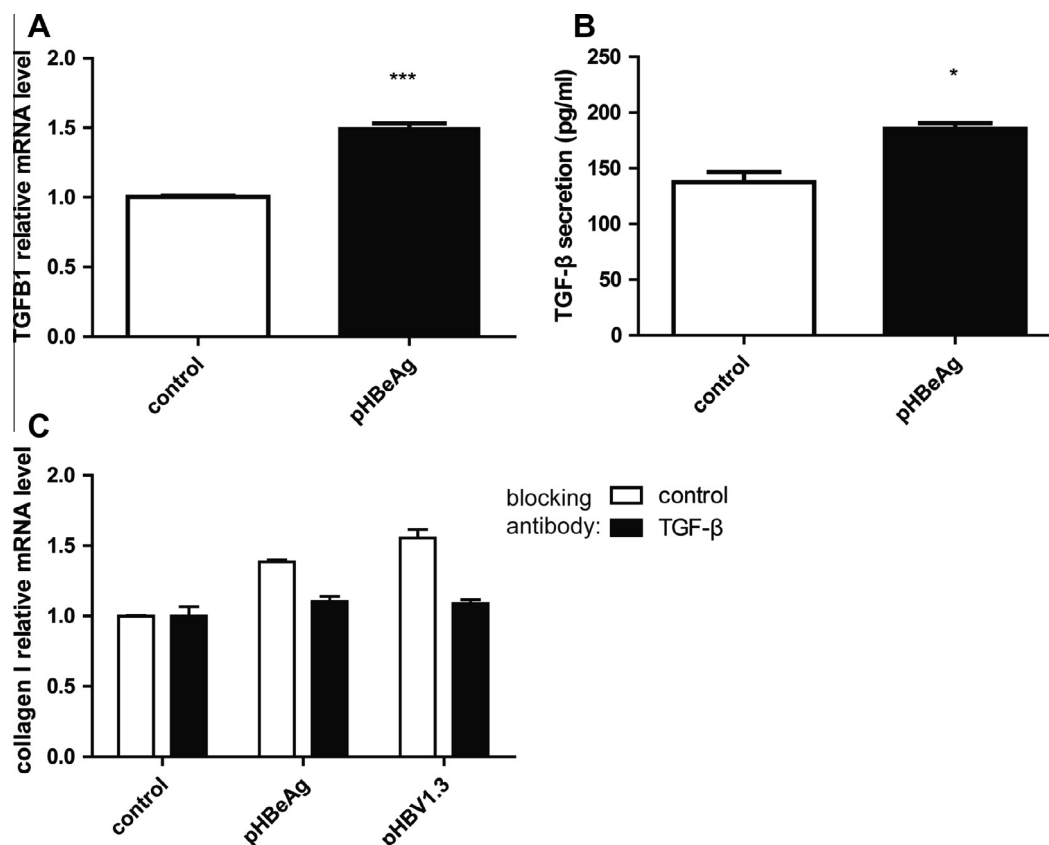 A
TGFB1 relative mRNA level
2.0
1.5
1.0
0.5
0.0
***
control
pHBeAg
B
TGF-β secretion (pg/ml)
250
200
150
100
50
0
*
control
pHBeAg
C
collagen I relative mRNA level
2.0
1.5
1.0
0.5
0.0
control
pHBeAg
pHBV1.3
blocking control
antibody: TGF-β